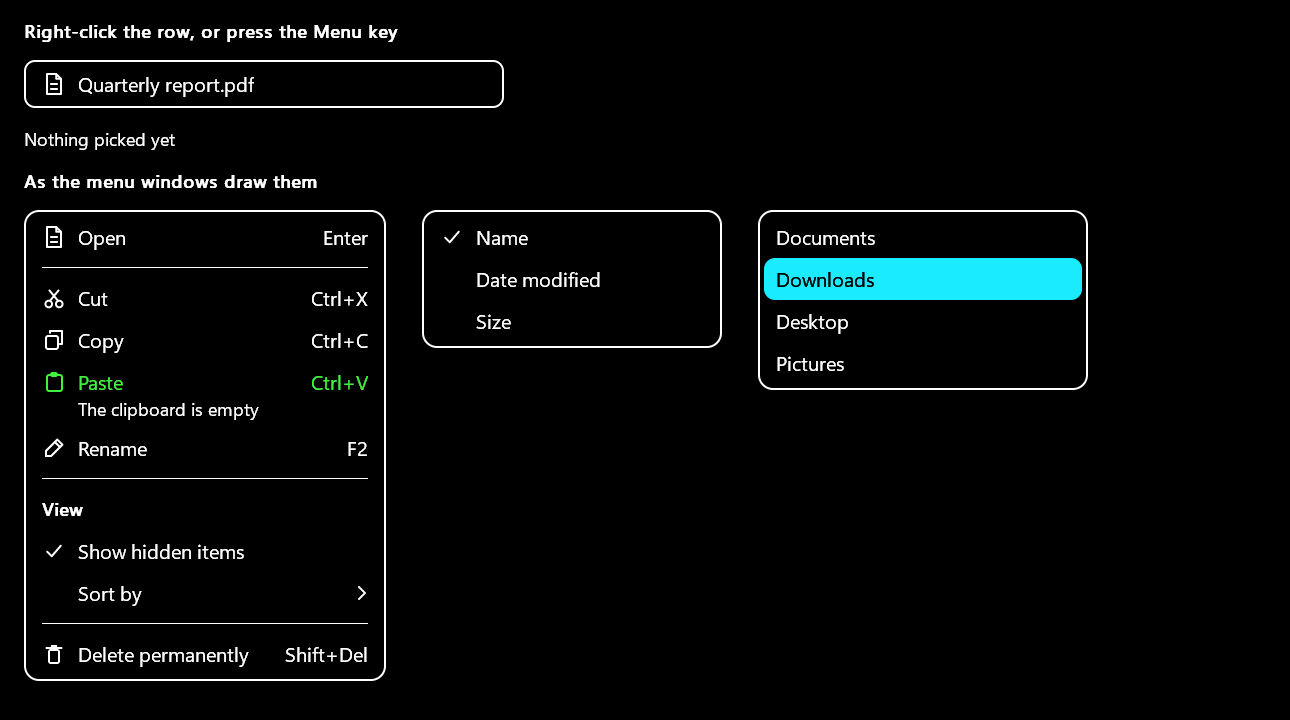 Right-click the row, or press the Menu key
Quarterly report.pdf
Nothing picked yet
As the menu windows draw them
Open Enter
Cut Ctrl+X
Copy Ctrl+C
Paste Ctrl+V
The clipboard is empty
Rename F2
View
Show hidden items
Sort by
Delete permanently Shift+Del
Name
Date modified
Size
Documents
Downloads
Desktop
Pictures